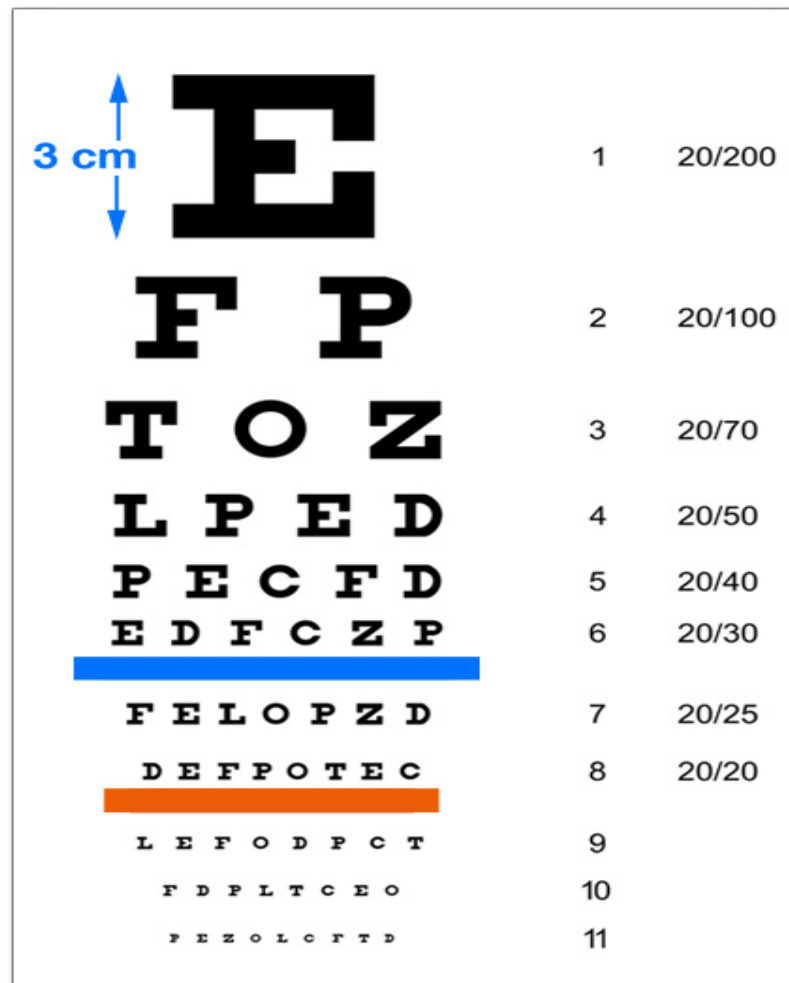 E 1 20/200
3 cm
F P 2 20/100
T O Z 3 20/70
L P E D 4 20/50
P E C F D 5 20/40
E D F C Z P 6 20/30
F E L O P Z D 7 20/25
D E F P O T E C 8 20/20
L E F O D P C T 9
F D P L T C E O 10
P E Z O L C F T D 11